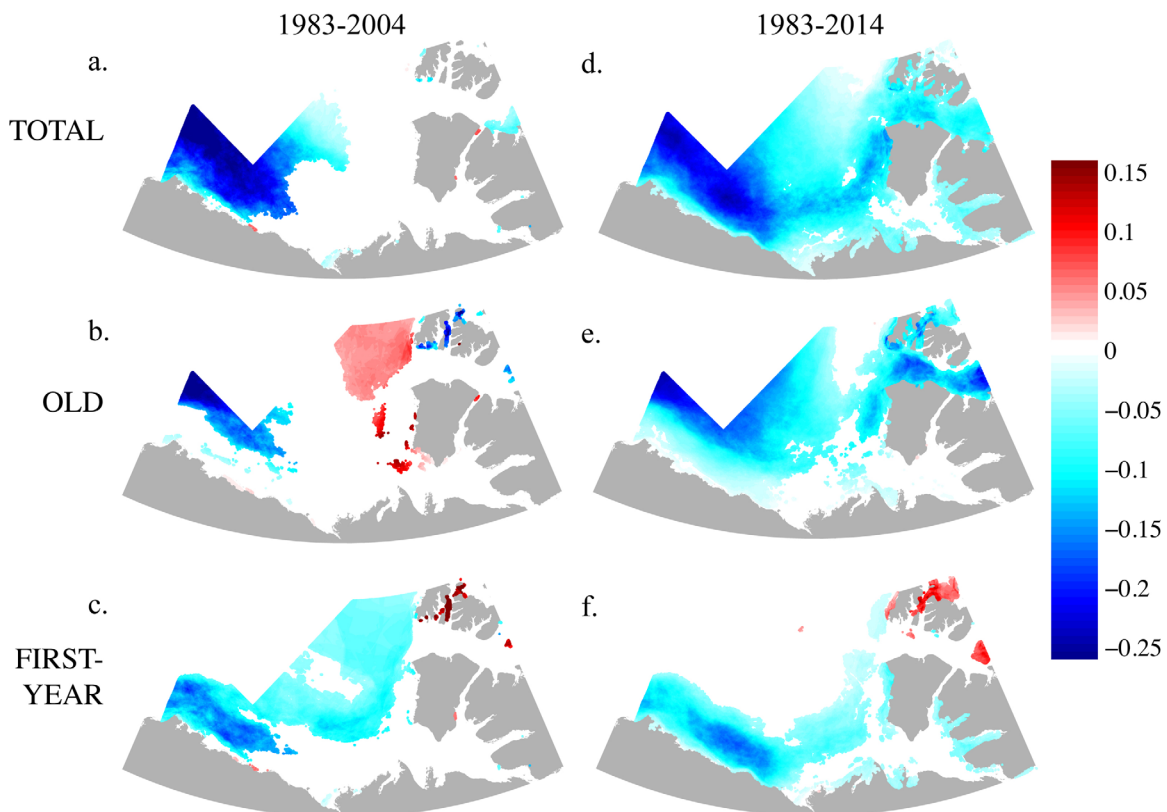 1983-2004
1983-2014
a.
d.
TOTAL
b.
e.
OLD
c.
f.
FIRST-
YEAR
0.15
0.1
0.05
0
−0.05
−0.1
−0.15
−0.2
−0.25